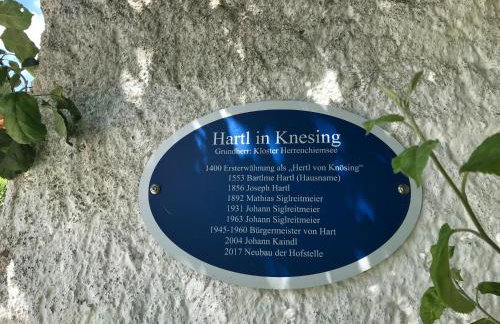 Hartl in Knesing
Grundherr: Kloster Herrenchiemsee
1400 Ersterwähnung als „Hertl von Knösing“
1553 Bartlme Hartl (Hausname)
1856 Joseph Hartl
1892 Mathias Siglreitmeier
1931 Johann Siglreitmeier
1963 Johann Siglreitmeier
1945-1960 Bürgermeister von Hart
2004 Johann Kaindl
2017 Neubau der Hofstelle